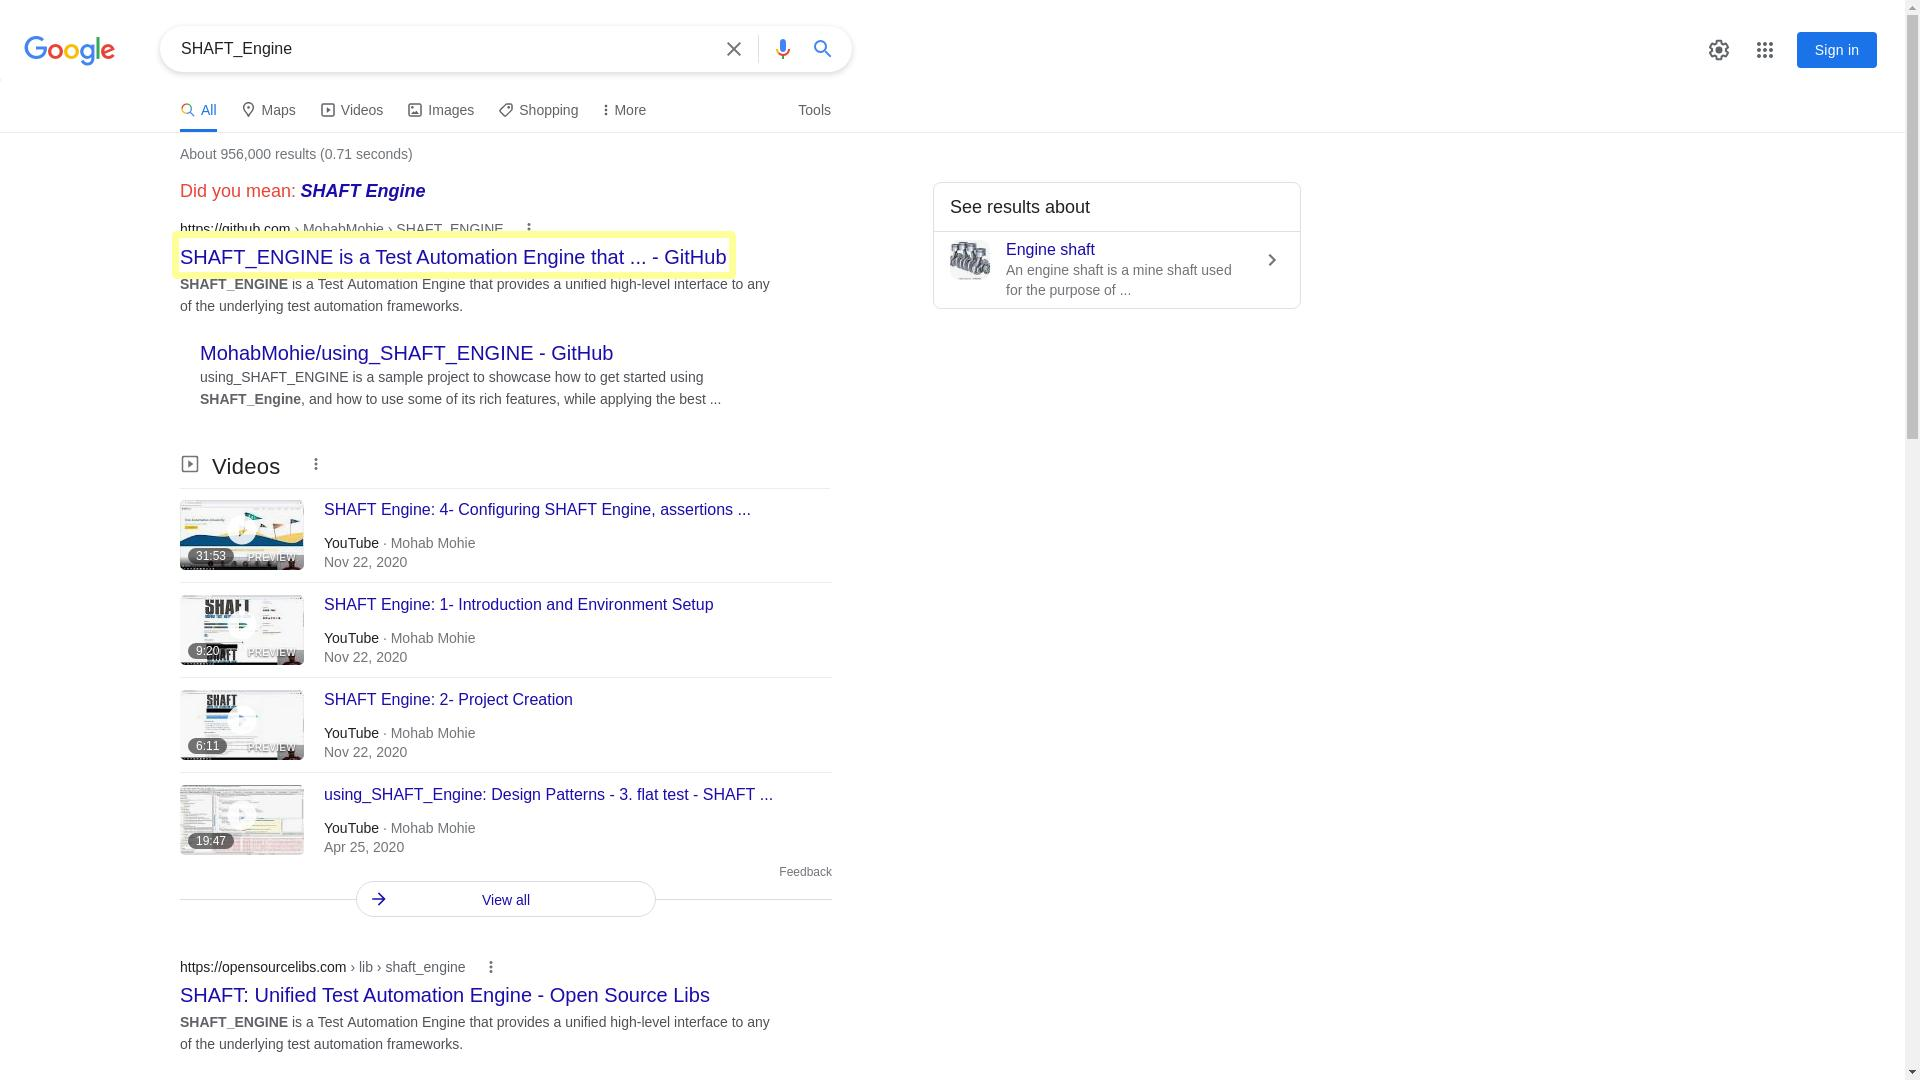 Google
SHAFT_Engine
Sign in
All
Maps
Videos
Images
Shopping
More
Tools
About 956,000 results (0.71 seconds)
Did you mean: SHAFT Engine
https://github.com › MohabMohie › SHAFT_ENGINE
SHAFT_ENGINE is a Test Automation Engine that ... - GitHub
SHAFT_ENGINE is a Test Automation Engine that provides a unified high-level interface to any
of the underlying test automation frameworks.
See results about
Engine shaft
An engine shaft is a mine shaft used
for the purpose of ...
MohabMohie/using_SHAFT_ENGINE - GitHub
using_SHAFT_ENGINE is a sample project to showcase how to get started using
SHAFT_Engine, and how to use some of its rich features, while applying the best ...
Videos
SHAFT Engine: 4- Configuring SHAFT Engine, assertions ...
YouTube · Mohab Mohie
31:53
PREVIEW
Nov 22, 2020
SHAFT Engine: 1- Introduction and Environment Setup
SHAFT
YouTube · Mohab Mohie
9:20
PREVIEW
Nov 22, 2020
SHAFT Engine: 2- Project Creation
SHAFT
YouTube · Mohab Mohie
6:11
PREVIEW
Nov 22, 2020
using_SHAFT_Engine: Design Patterns - 3. flat test - SHAFT ...
YouTube · Mohab Mohie
19:47
Apr 25, 2020
Feedback
View all
https://opensourcelibs.com › lib › shaft_engine
SHAFT: Unified Test Automation Engine - Open Source Libs
SHAFT_ENGINE is a Test Automation Engine that provides a unified high-level interface to any
of the underlying test automation frameworks.